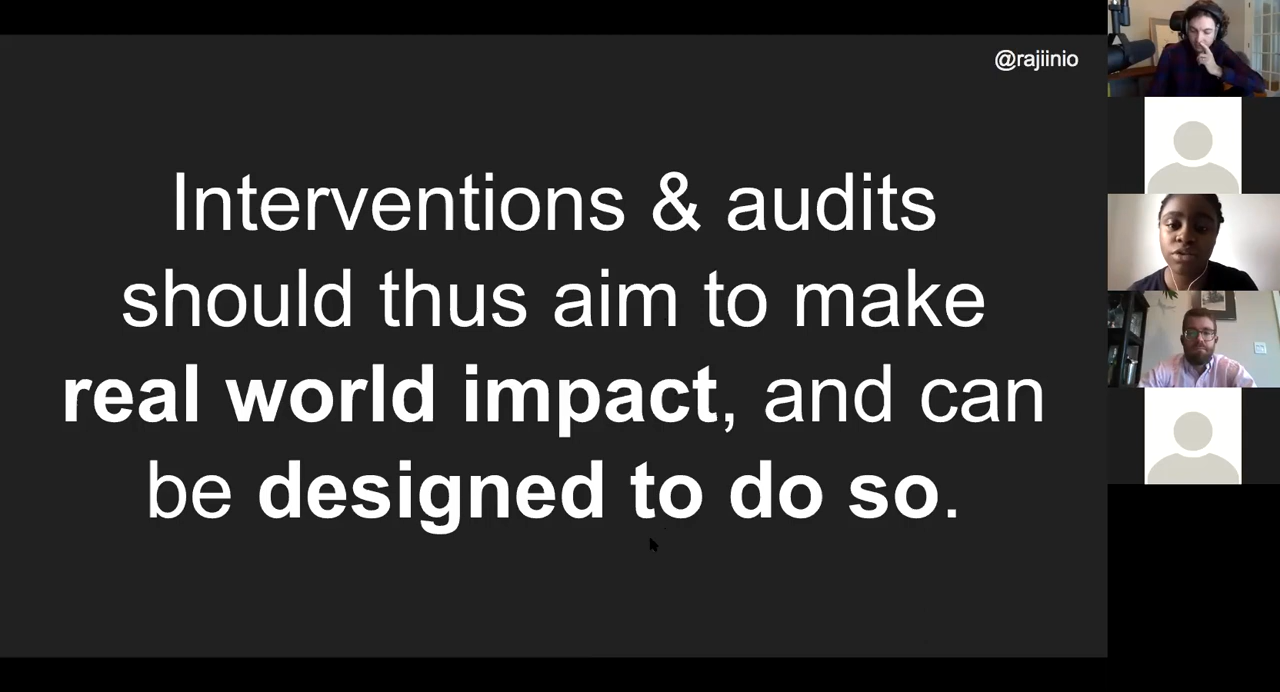 @rajiinio
Interventions & audits
should thus aim to make
real world impact, and can
be designed to do so.